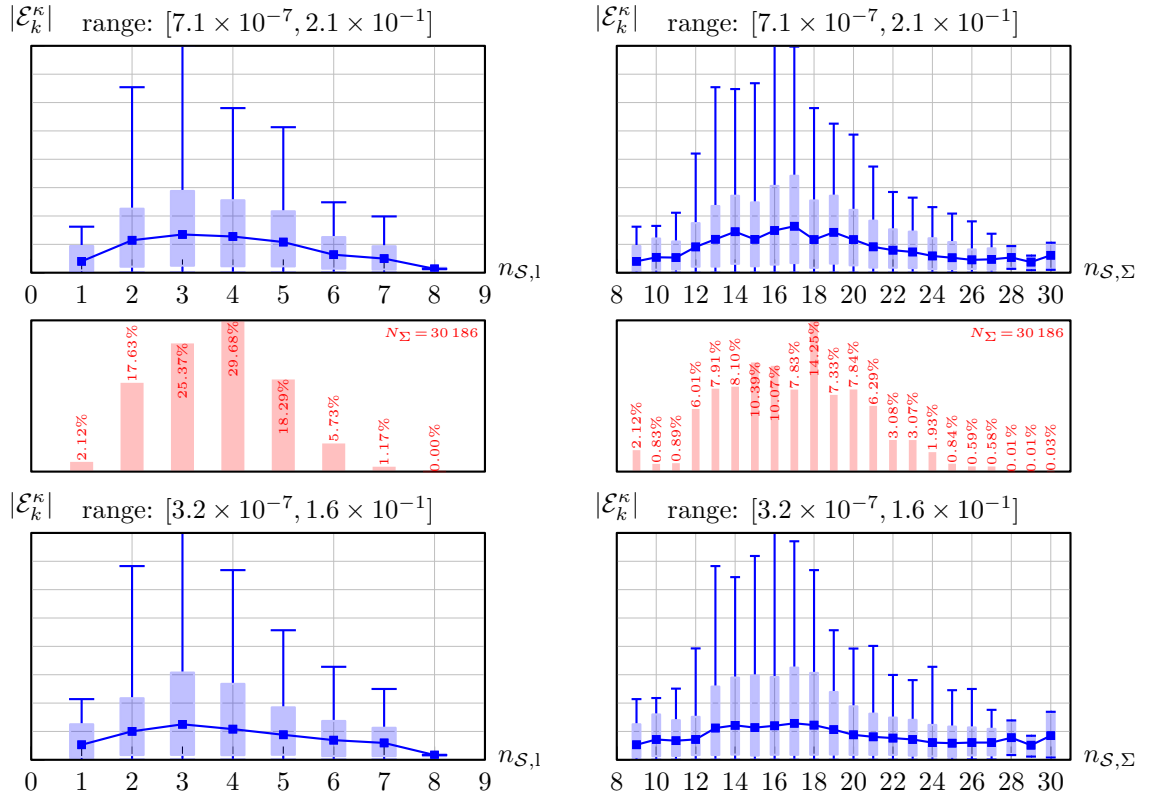 |ℰ_k^κ| range: [7.1 × 10^−7, 2.1 × 10^−1]
0 1 2 3 4 5 6 7 8 9 n_𝒮,1
|ℰ_k^κ| range: [7.1 × 10^−7, 2.1 × 10^−1]
8 10 12 14 16 18 20 22 24 26 28 30 n_𝒮,Σ
N_Σ = 30 186
2.12% 17.63% 25.37% 29.68% 18.29% 5.73% 1.17% 0.00%
N_Σ = 30 186
2.12% 0.83% 0.89% 6.01% 7.91% 8.10% 10.39% 10.07% 7.83% 14.25% 7.33% 7.84% 6.29% 3.08% 3.07% 1.93% 0.84% 0.59% 0.58% 0.01% 0.01% 0.03%
|ℰ_k^κ| range: [3.2 × 10^−7, 1.6 × 10^−1]
0 1 2 3 4 5 6 7 8 9 n_𝒮,1
|ℰ_k^κ| range: [3.2 × 10^−7, 1.6 × 10^−1]
8 10 12 14 16 18 20 22 24 26 28 30 n_𝒮,Σ